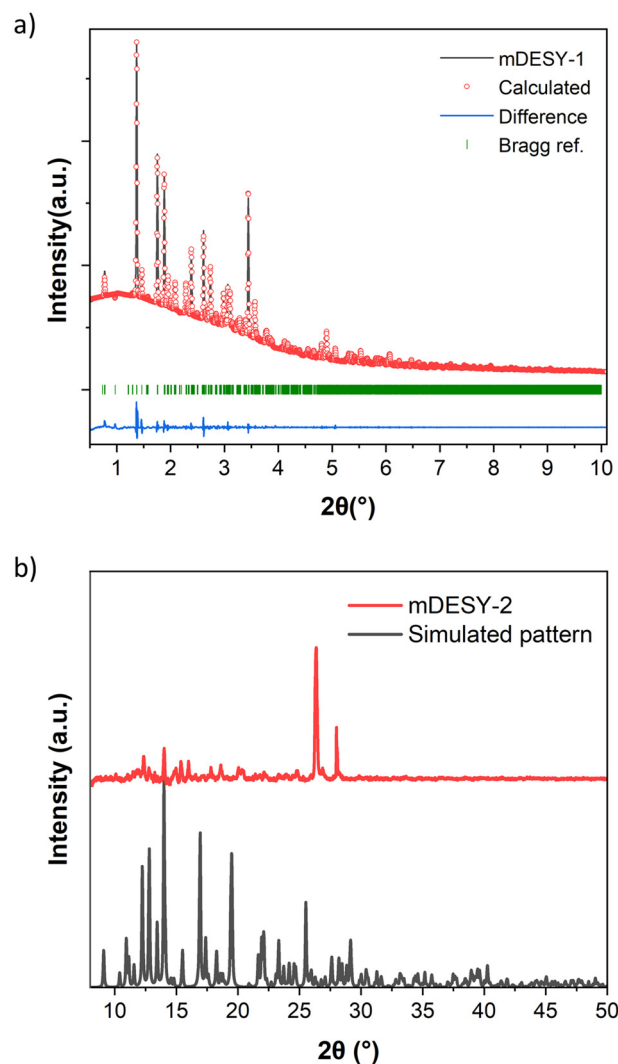 a)
mDESY-1
Calculated
Difference
Bragg ref.
Intensity(a.u.)
1 2 3 4 5 6 7 8 9 10
2θ(°)
b)
mDESY-2
Simulated pattern
Intensity (a.u.)
10 15 20 25 30 35 40 45 50
2θ (°)